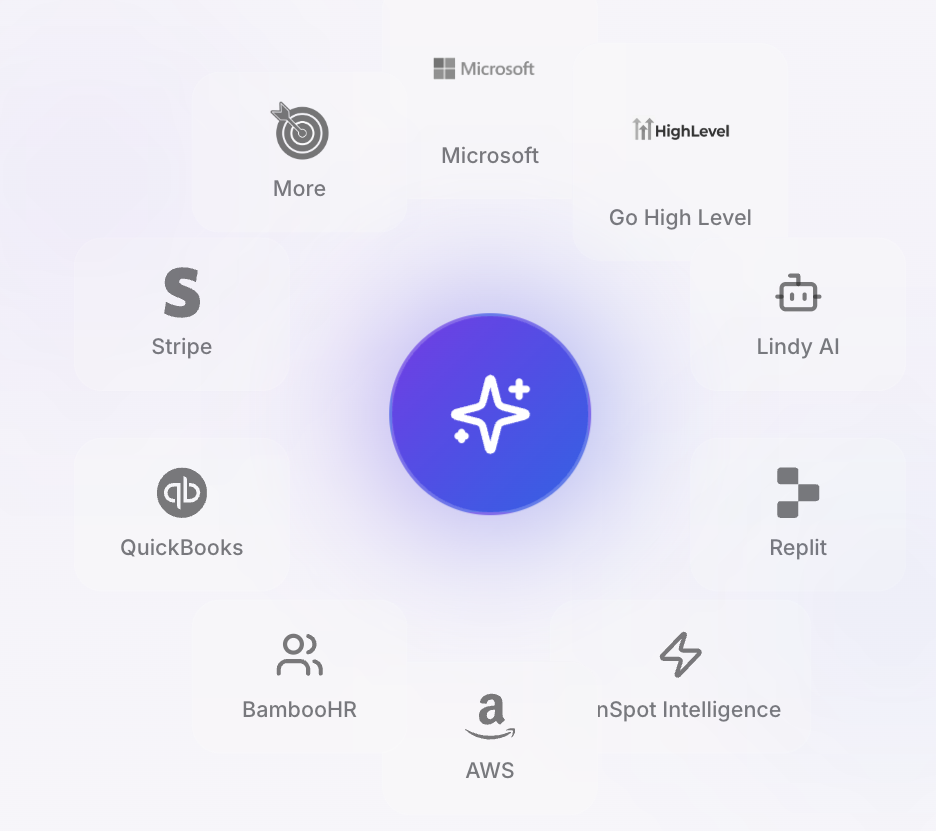 Microsoft
Microsoft
HighLevel
Go High Level
More
Stripe
Lindy AI
QuickBooks
Replit
BambooHR
nSpot Intelligence
AWS